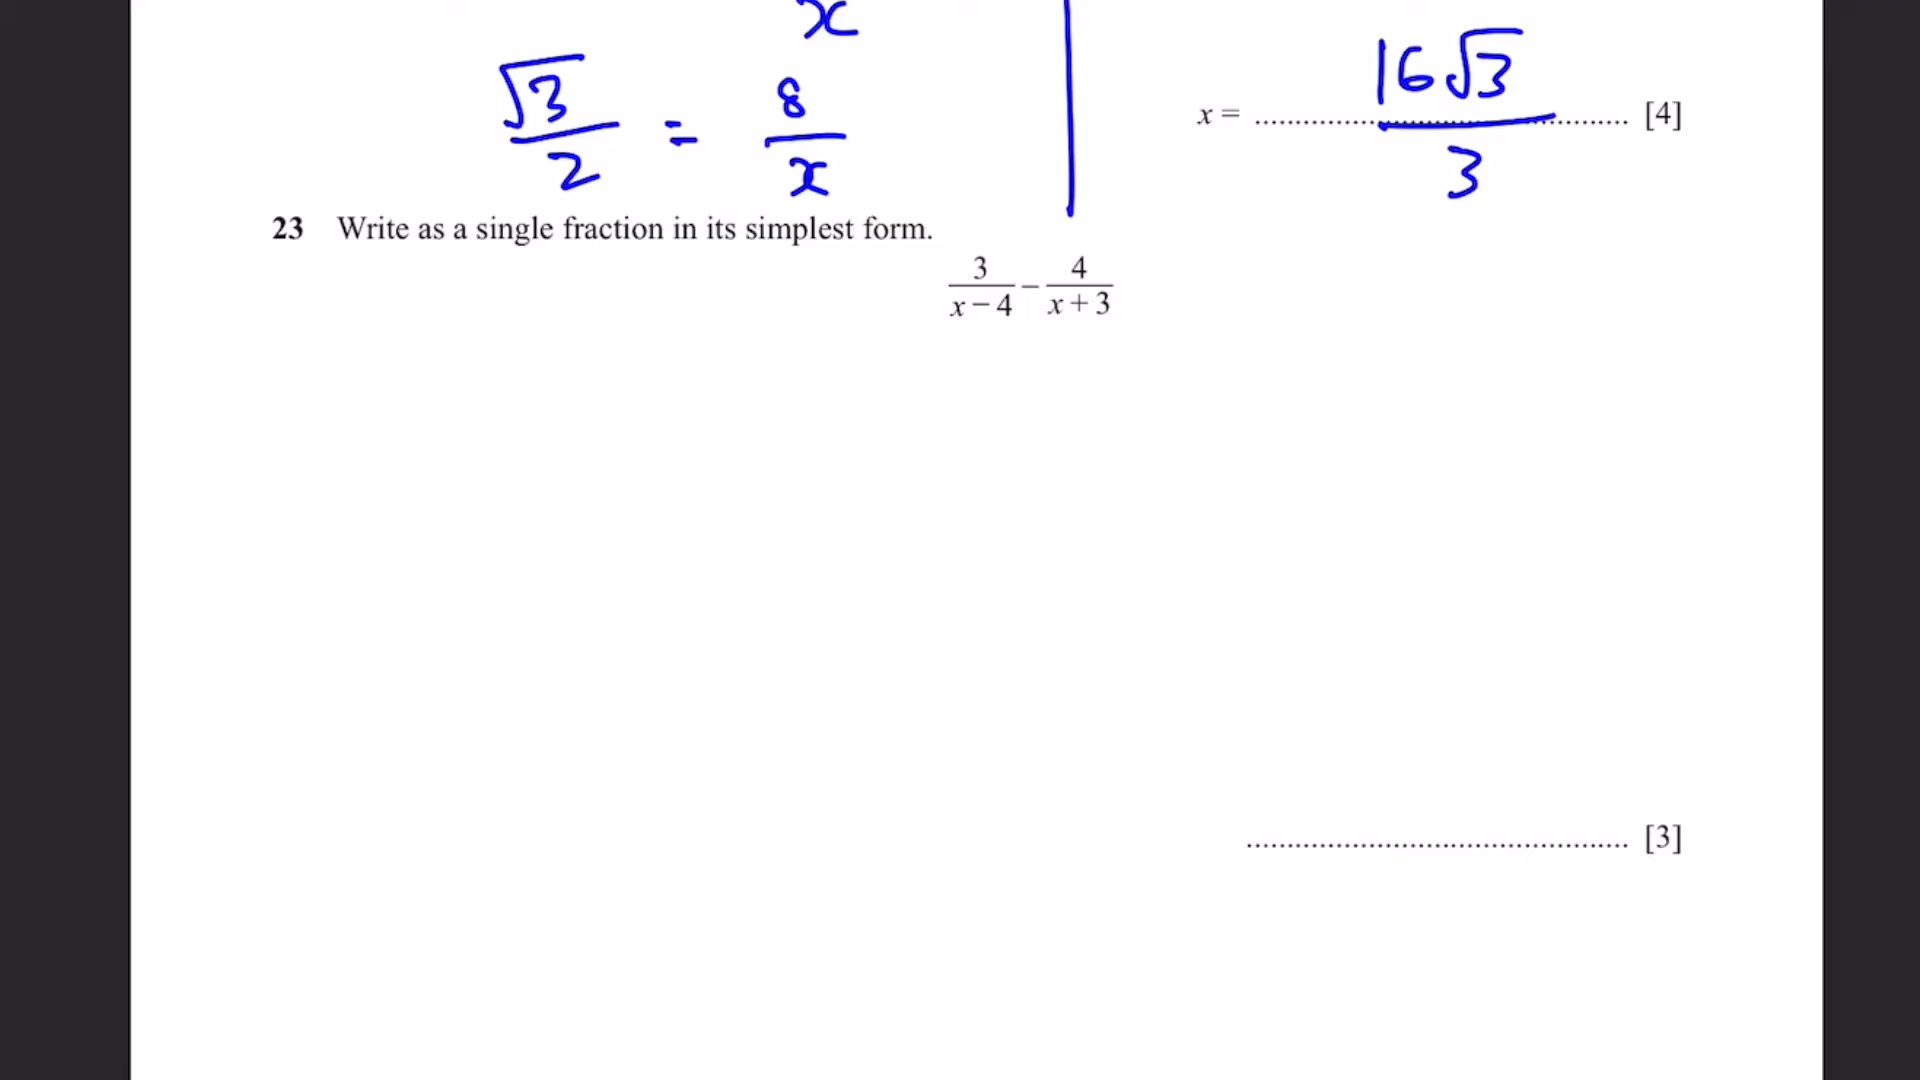 x
√3/2 = 8/x
x = 16√3/3 [4]
23 Write as a single fraction in its simplest form.
3/(x − 4) − 4/(x + 3)
[3]